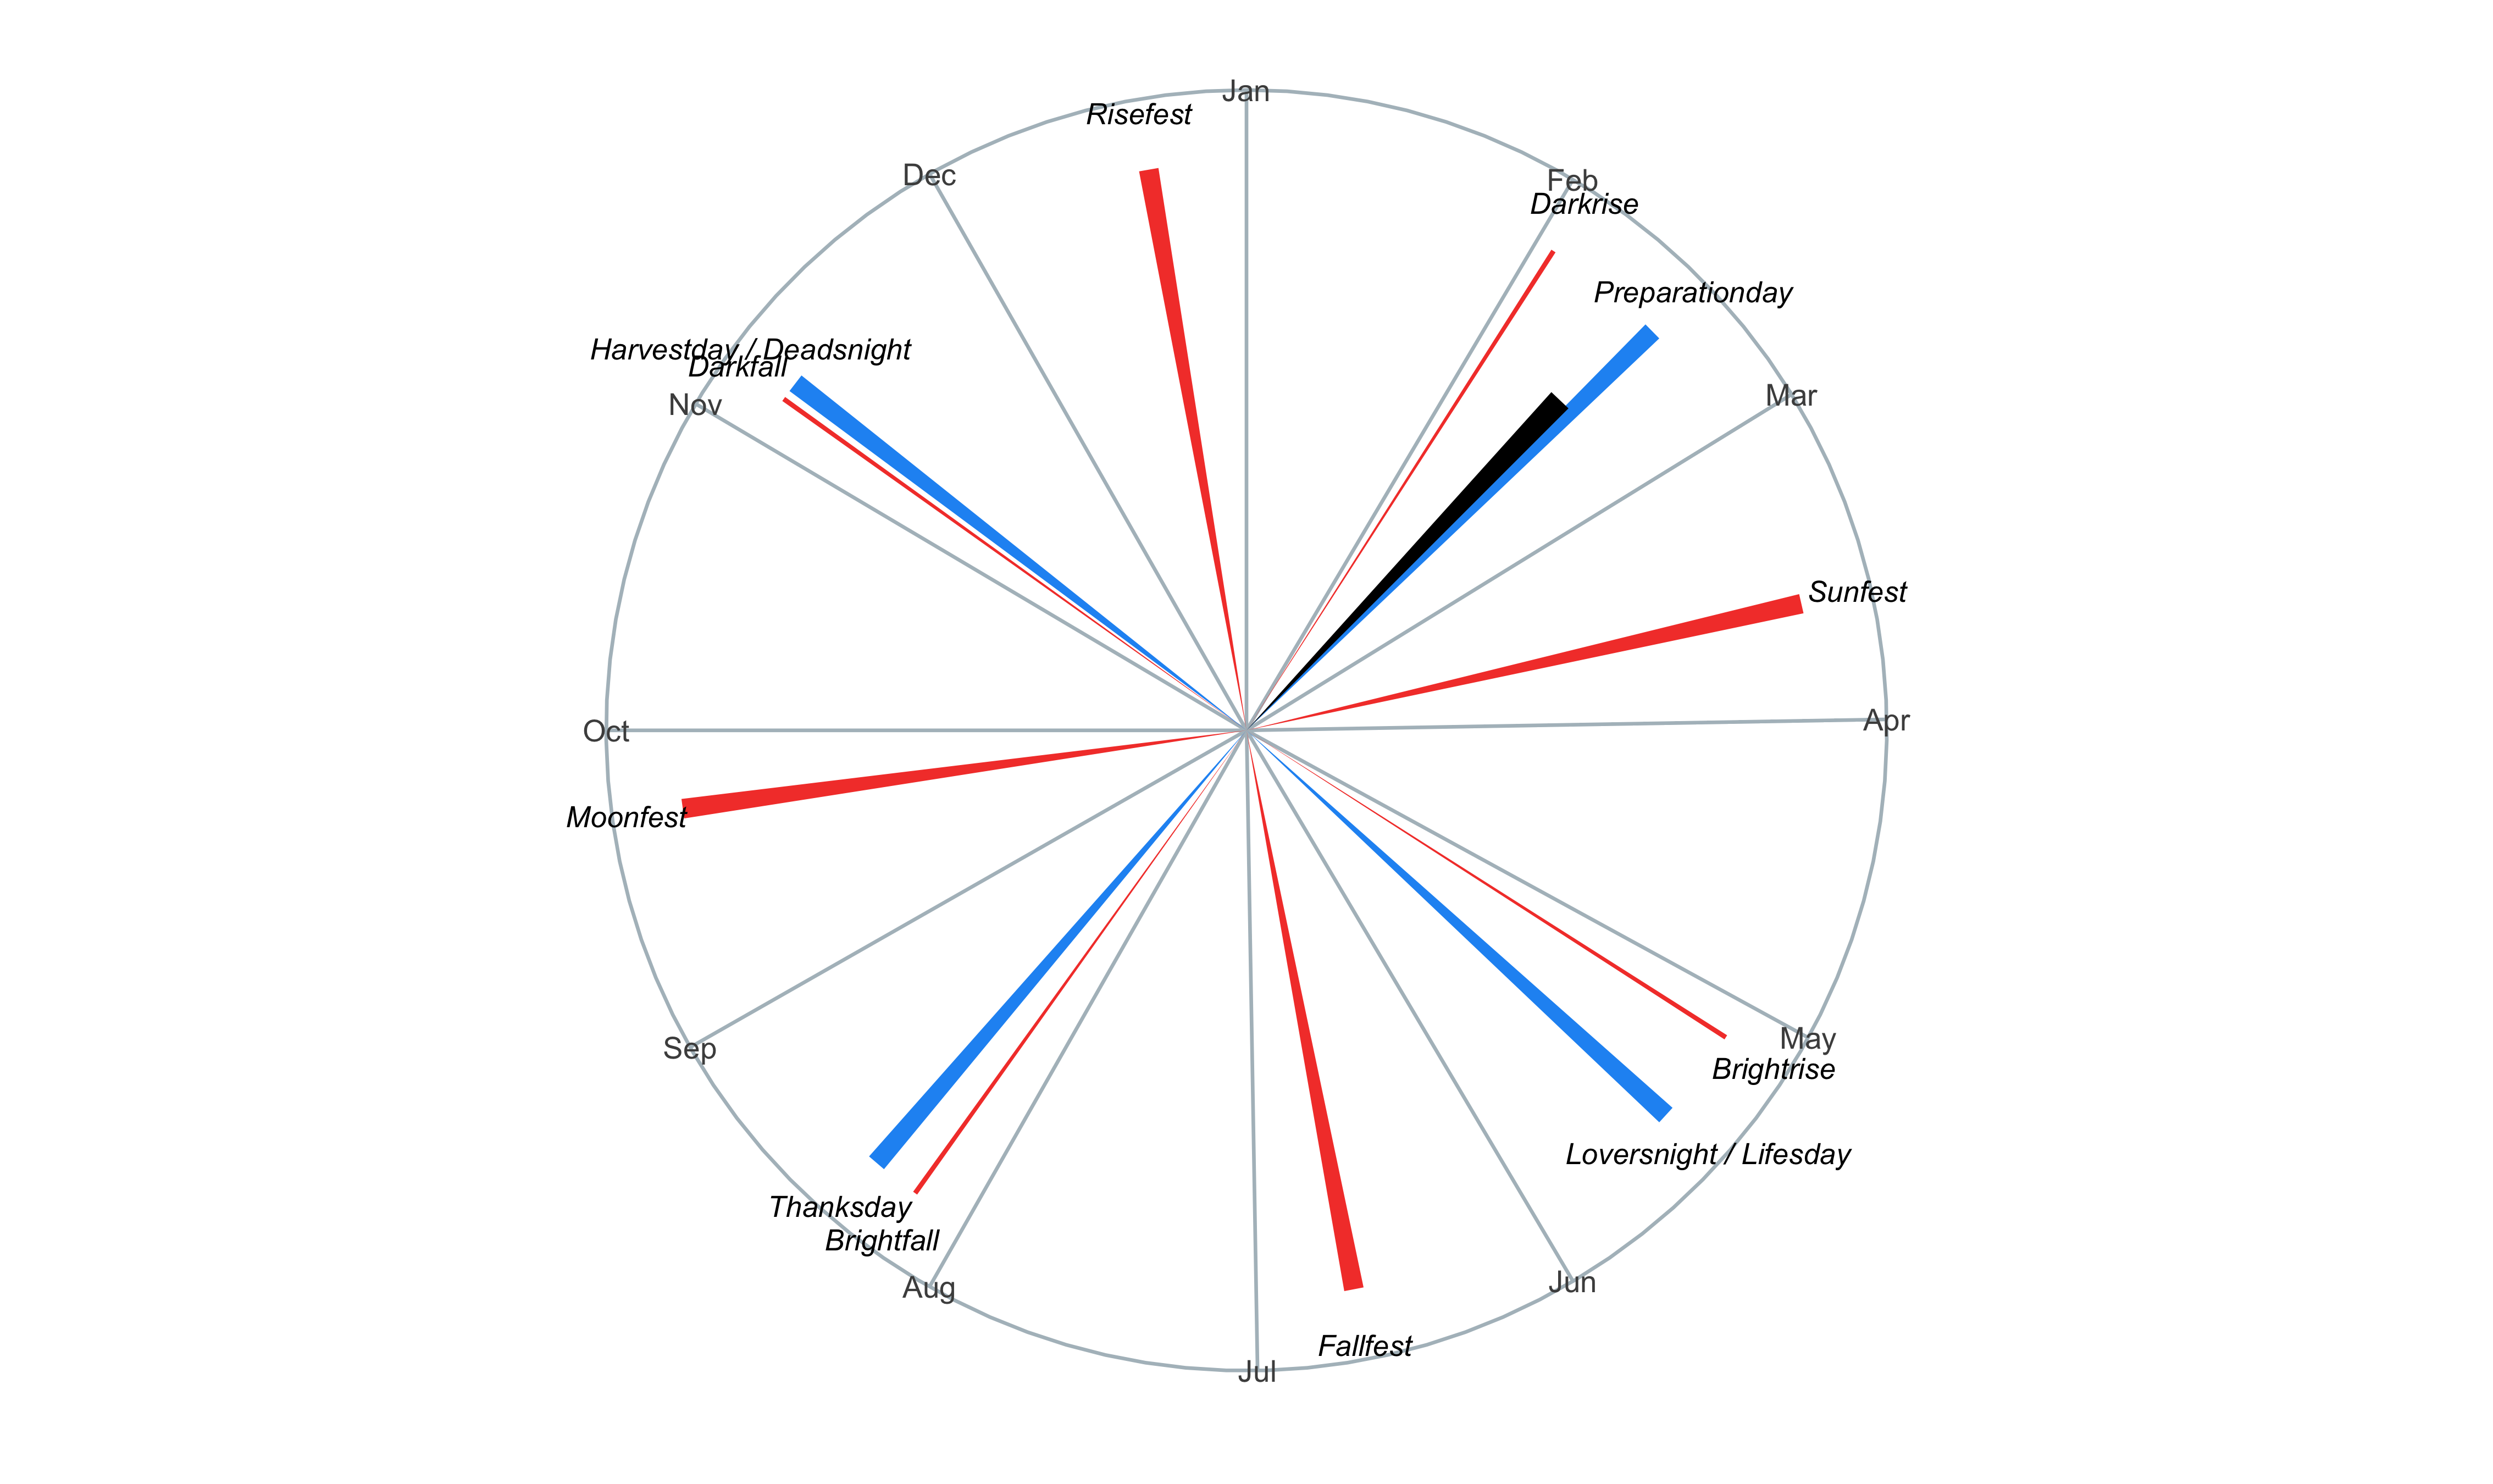 Jan
Risefest
Dec
Feb
Darkrise
Preparationday
Harvestday / Deadsnight
Darkfall
Nov
Mar
Sunfest
Oct
Apr
Moonfest
Sep
May
Brightrise
Loversnight / Lifesday
Thanksday
Brightfall
Aug
Jun
Fallfest
Jul